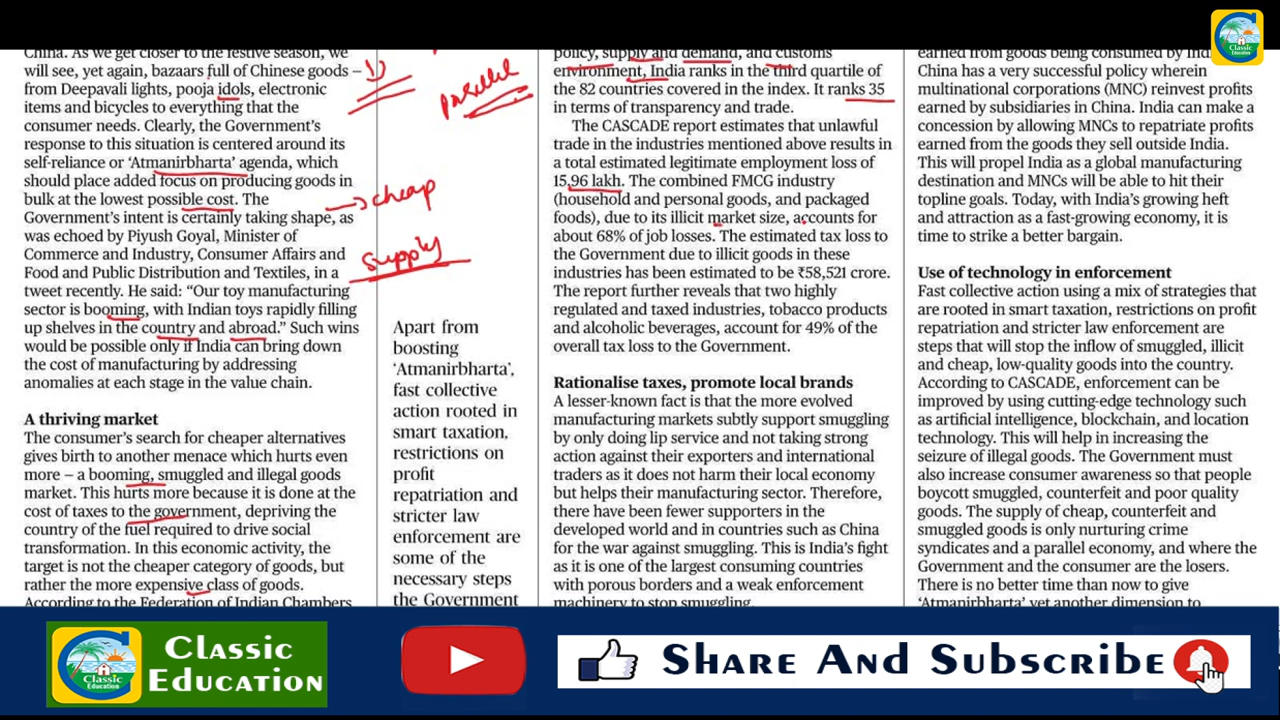 China. As we get closer to the festive season, we
will see, yet again, bazaars full of Chinese goods –
from Deepavali lights, pooja idols, electronic
items and bicycles to everything that the
consumer needs. Clearly, the Government’s
response to this situation is centered around its
self-reliance or ‘Atmanirbharta’ agenda, which
should place added focus on producing goods in
bulk at the lowest possible cost. The
Government’s intent is certainly taking shape, as
was echoed by Piyush Goyal, Minister of
Commerce and Industry, Consumer Affairs and
Food and Public Distribution and Textiles, in a
tweet recently. He said: “Our toy manufacturing
sector is booming, with Indian toys rapidly filling
up shelves in the country and abroad.” Such wins
would be possible only if India can bring down
the cost of manufacturing by addressing
anomalies at each stage in the value chain.
A thriving market
The consumer’s search for cheaper alternatives
gives birth to another menace which hurts even
more – a booming, smuggled and illegal goods
market. This hurts more because it is done at the
cost of taxes to the government, depriving the
country of the fuel required to drive social
transformation. In this economic activity, the
target is not the cheaper category of goods, but
rather the more expensive class of goods.
According to the Federation of Indian Chambers
1)
parallel
cheap
supply
Apart from
boosting
‘Atmanirbharta’,
fast collective
action rooted in
smart taxation,
restrictions on
profit
repatriation and
stricter law
enforcement are
some of the
necessary steps
the Government
policy, supply and demand, and customs
environment, India ranks in the third quartile of
the 82 countries covered in the index. It ranks 35
in terms of transparency and trade.
The CASCADE report estimates that unlawful
trade in the industries mentioned above results in
a total estimated legitimate employment loss of
15.96 lakh. The combined FMCG industry
(household and personal goods, and packaged
foods), due to its illicit market size, accounts for
about 68% of job losses. The estimated tax loss to
the Government due to illicit goods in these
industries has been estimated to be ₹58,521 crore.
The report further reveals that two highly
regulated and taxed industries, tobacco products
and alcoholic beverages, account for 49% of the
overall tax loss to the Government.
Rationalise taxes, promote local brands
A lesser-known fact is that the more evolved
manufacturing markets subtly support smuggling
by only doing lip service and not taking strong
action against their exporters and international
traders as it does not harm their local economy
but helps their manufacturing sector. Therefore,
there have been fewer supporters in the
developed world and in countries such as China
for the war against smuggling. This is India’s fight
as it is one of the largest consuming countries
with porous borders and a weak enforcement
machinery to stop smuggling.
earned from goods being consumed by
China has a very successful policy wherein
multinational corporations (MNC) reinvest profits
earned by subsidiaries in China. India can make a
concession by allowing MNCs to repatriate profits
earned from the goods they sell outside India.
This will propel India as a global manufacturing
destination and MNCs will be able to hit their
topline goals. Today, with India’s growing heft
and attraction as a fast-growing economy, it is
time to strike a better bargain.
Use of technology in enforcement
Fast collective action using a mix of strategies that
are rooted in smart taxation, restrictions on profit
repatriation and stricter law enforcement are
steps that will stop the inflow of smuggled, illicit
and cheap, low-quality goods into the country.
According to CASCADE, enforcement can be
improved by using cutting-edge technology such
as artificial intelligence, blockchain, and location
technology. This will help in increasing the
seizure of illegal goods. The Government must
also increase consumer awareness so that people
boycott smuggled, counterfeit and poor quality
goods. The supply of cheap, counterfeit and
smuggled goods is only nurturing crime
syndicates and a parallel economy, and where the
Government and the consumer are the losers.
There is no better time than now to give
‘Atmanirbharta’ yet another dimension to
Classic
Education
Classic
Education
Classic
Education
Share And Subscribe